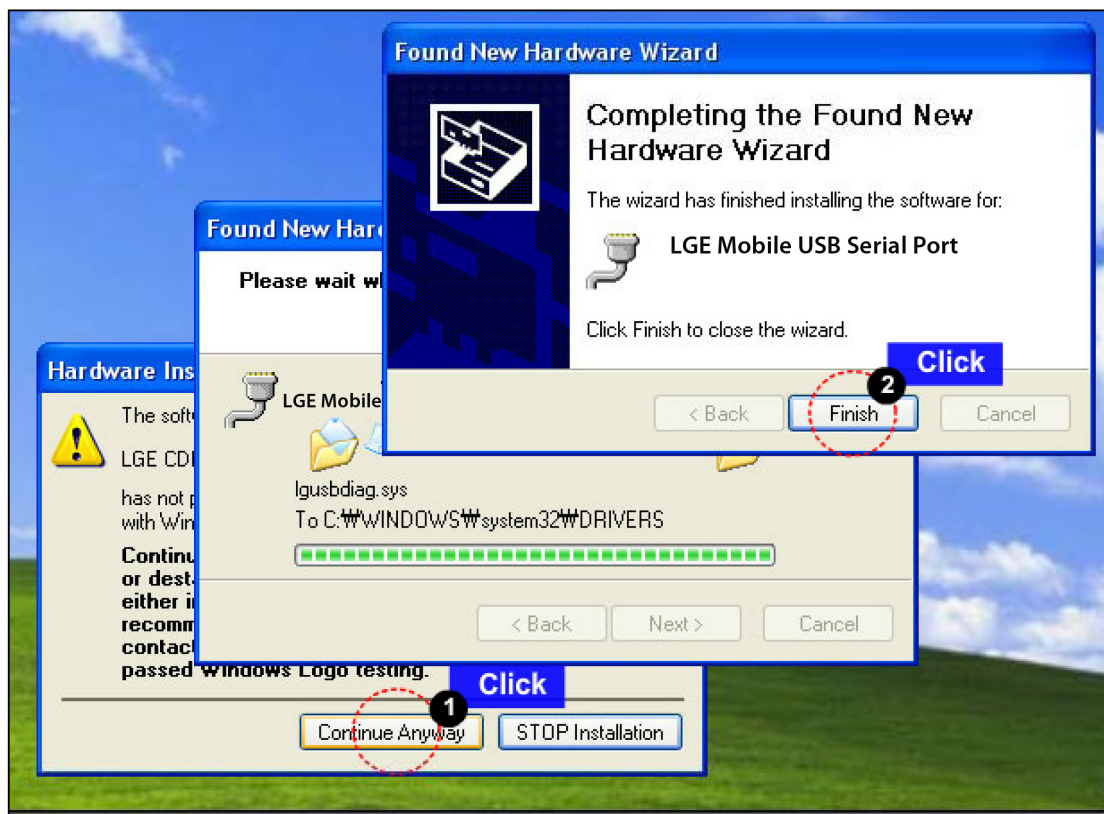 Found New Hardware Wizard
Completing the Found New
Hardware Wizard
The wizard has finished installing the software for:
LGE Mobile USB Serial Port
Click Finish to close the wizard.
Click
2
< Back
Finish
Cancel
Found New Hard
Please wait
LGE Mobile
lgusbdiag.sys
To C:₩WINDOWS₩system32₩DRIVERS
< Back
Next >
Cancel
Hardware Ins
The soft
LGE CD
has not
with Win
Continu
or dest
either i
recomm
contac
passed Windows Logo testing.
Click
1
Continue Anyway
STOP Installation